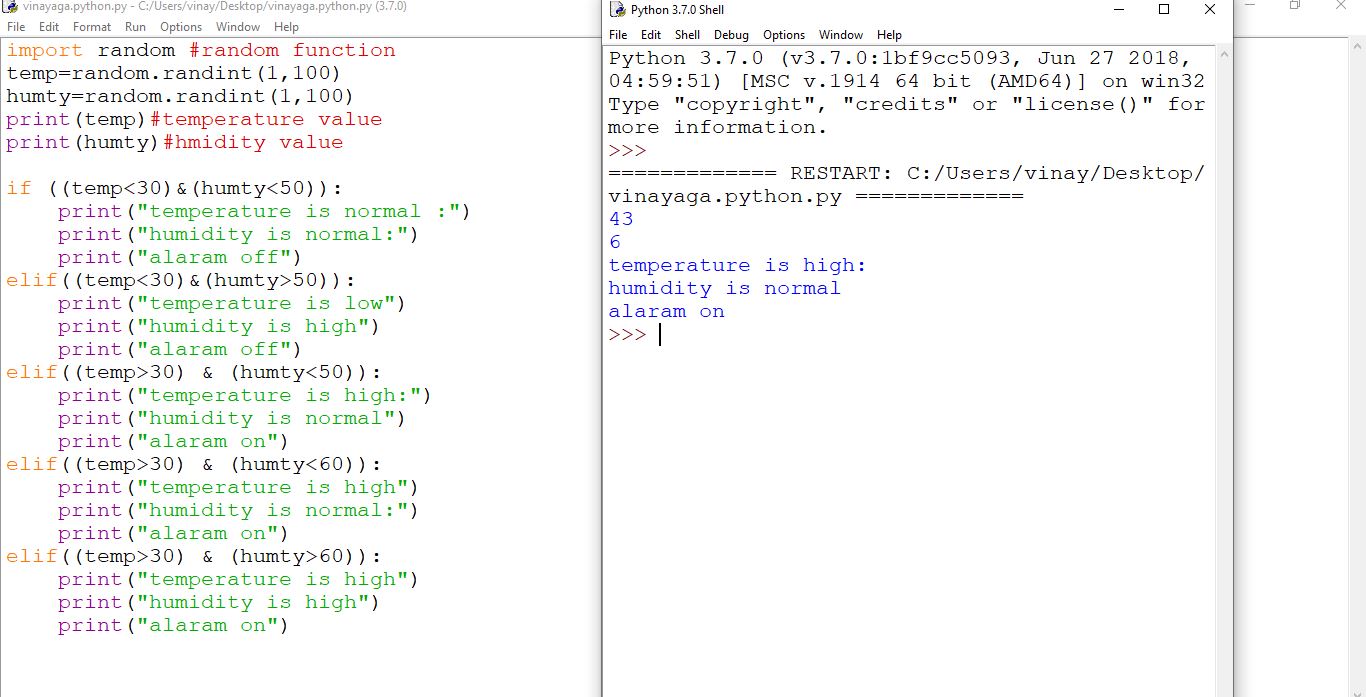 vinayaga.python.py - C:/Users/vinay/Desktop/vinayaga.python.py (3.7.0)
File Edit Format Run Options Window Help
import random #random function
temp=random.randint(1,100)
humty=random.randint(1,100)
print(temp)#temperature value
print(humty)#hmidity value
if ((temp<30)&(humty<50)):
    print("temperature is normal :")
    print("humidity is normal:")
    print("alaram off")
elif((temp<30)&(humty>50)):
    print("temperature is low")
    print("humidity is high")
    print("alaram off")
elif((temp>30) & (humty<50)):
    print("temperature is high:")
    print("humidity is normal")
    print("alaram on")
elif((temp>30) & (humty<60)):
    print("temperature is high")
    print("humidity is normal:")
    print("alaram on")
elif((temp>30) & (humty>60)):
    print("temperature is high")
    print("humidity is high")
    print("alaram on")
Python 3.7.0 Shell
File Edit Shell Debug Options Window Help
Python 3.7.0 (v3.7.0:1bf9cc5093, Jun 27 2018,
04:59:51) [MSC v.1914 64 bit (AMD64)] on win32
Type "copyright", "credits" or "license()" for
more information.
>>>
============= RESTART: C:/Users/vinay/Desktop/
vinayaga.python.py =============
43
6
temperature is high:
humidity is normal
alaram on
>>>